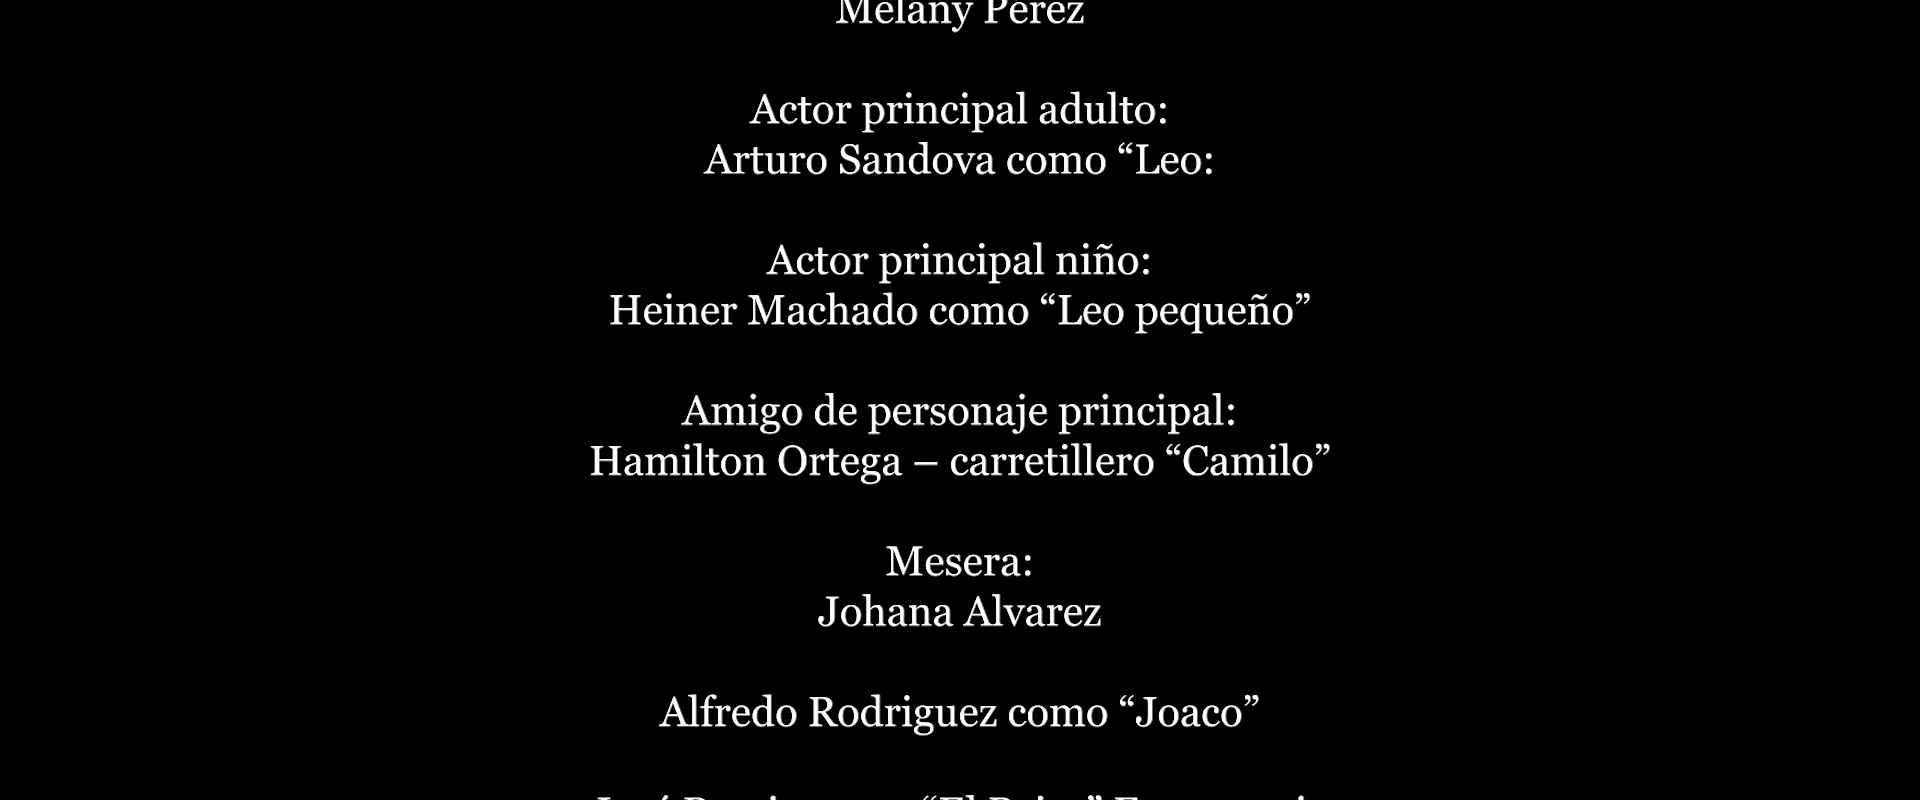 Melany Perez
Actor principal adulto:
Arturo Sandova como “Leo:
Actor principal niño:
Heiner Machado como “Leo pequeño”
Amigo de personaje principal:
Hamilton Ortega – carretillero “Camilo”
Mesera:
Johana Alvarez
Alfredo Rodriguez como “Joaco”